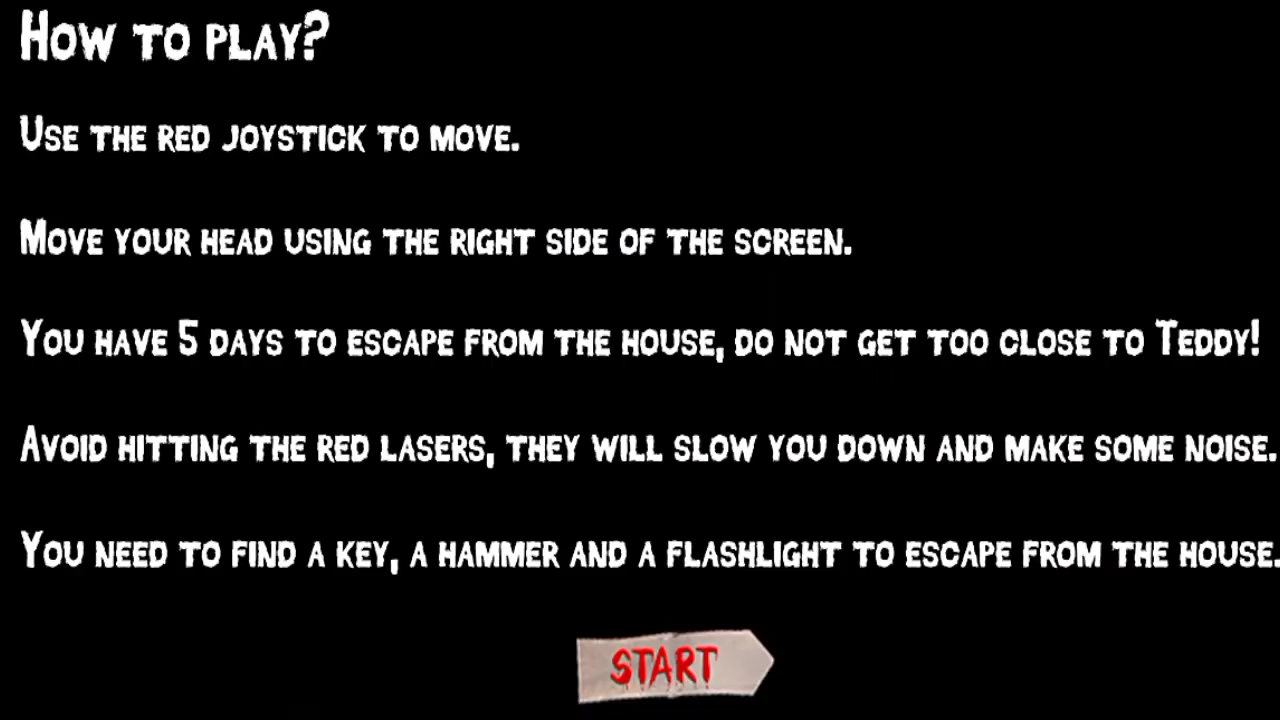 How to play?
Use the red joystick to move.
Move your head using the right side of the screen.
You have 5 days to escape from the house, do not get too close to Teddy!
Avoid hitting the red lasers, they will slow you down and make some noise.
You need to find a key, a hammer and a flashlight to escape from the house.
START